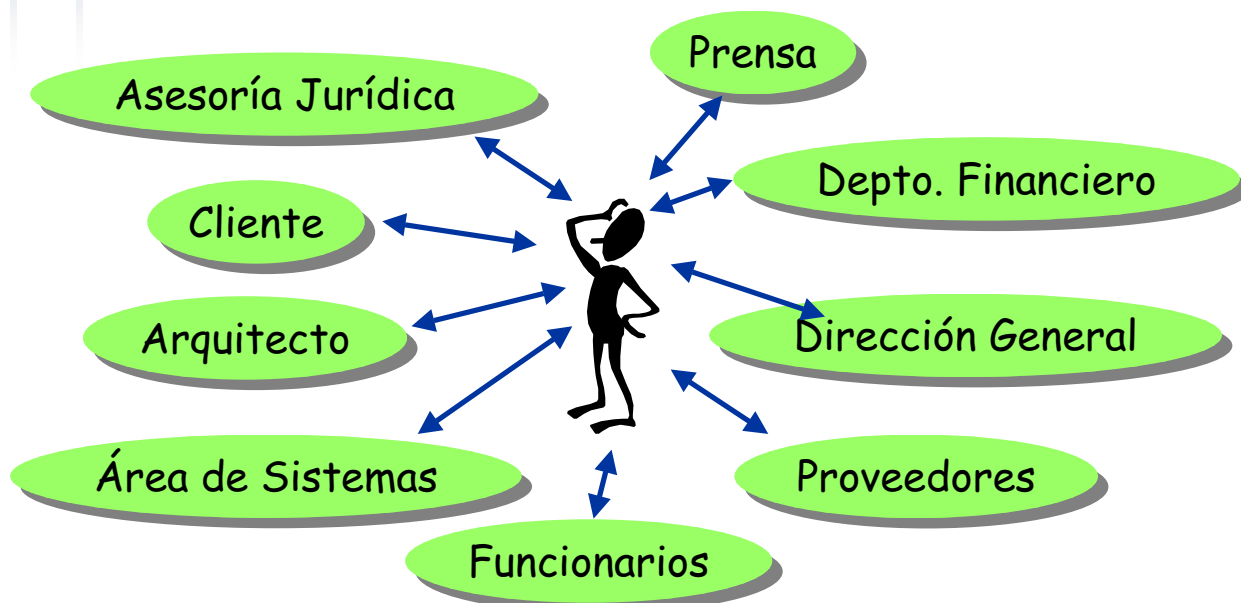 Prensa
Asesoría Jurídica
Depto. Financiero
Cliente
Arquitecto
Dirección General
Área de Sistemas
Proveedores
Funcionarios